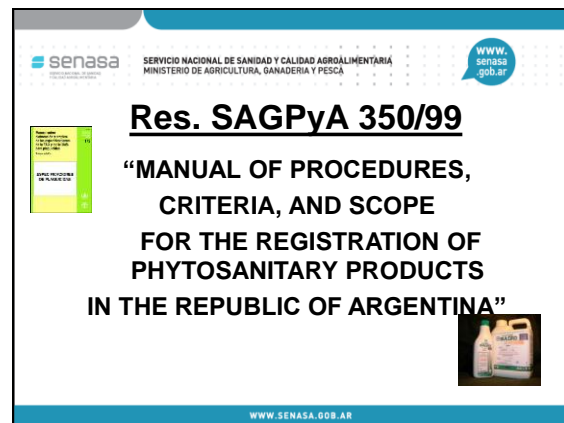 senasa
SERVICIO NACIONAL DE SANIDAD Y CALIDAD AGROALIMENTARIA
MINISTERIO DE AGRICULTURA, GANADERIA Y PESCA
www.
senasa
.gob.ar
Res. SAGPyA 350/99
“MANUAL OF PROCEDURES,
CRITERIA, AND SCOPE
FOR THE REGISTRATION OF
PHYTOSANITARY PRODUCTS
IN THE REPUBLIC OF ARGENTINA”
WWW.SENASA.GOB.AR